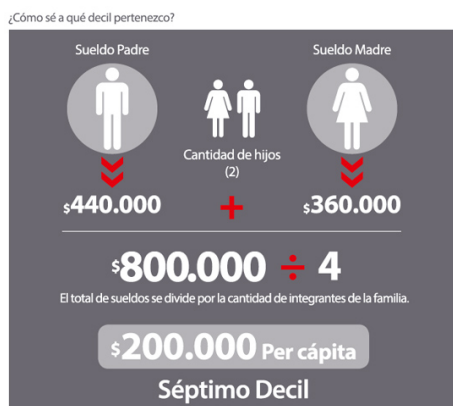 ¿Cómo sé a qué decil pertenezco?
Sueldo Padre
Sueldo Madre
Cantidad de hijos
(2)
$440.000 + $360.000
$800.000 ÷ 4
El total de sueldos se divide por la cantidad de integrantes de la familia.
$200.000 Per cápita
Séptimo Decil